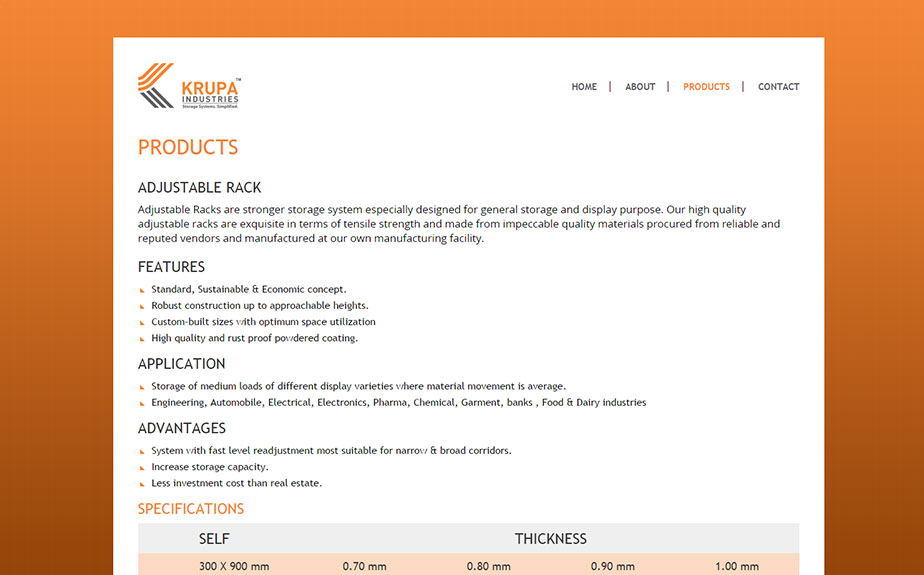 KRUPA™
INDUSTRIES
Storage Systems. Simplified.
HOME | ABOUT | PRODUCTS | CONTACT
PRODUCTS
ADJUSTABLE RACK
Adjustable Racks are stronger storage system especially designed for general storage and display purpose. Our high quality
adjustable racks are exquisite in terms of tensile strength and made from impeccable quality materials procured from reliable and
reputed vendors and manufactured at our own manufacturing facility.
FEATURES
Standard, Sustainable & Economic concept.
Robust construction up to approachable heights.
Custom-built sizes with optimum space utilization
High quality and rust proof powdered coating.
APPLICATION
Storage of medium loads of different display varieties where material movement is average.
Engineering, Automobile, Electrical, Electronics, Pharma, Chemical, Garment, banks , Food & Dairy industries
ADVANTAGES
System with fast level readjustment most suitable for narrow & broad corridors.
Increase storage capacity.
Less investment cost than real estate.
SPECIFICATIONS
SELF THICKNESS
300 X 900 mm 0.70 mm 0.80 mm 0.90 mm 1.00 mm